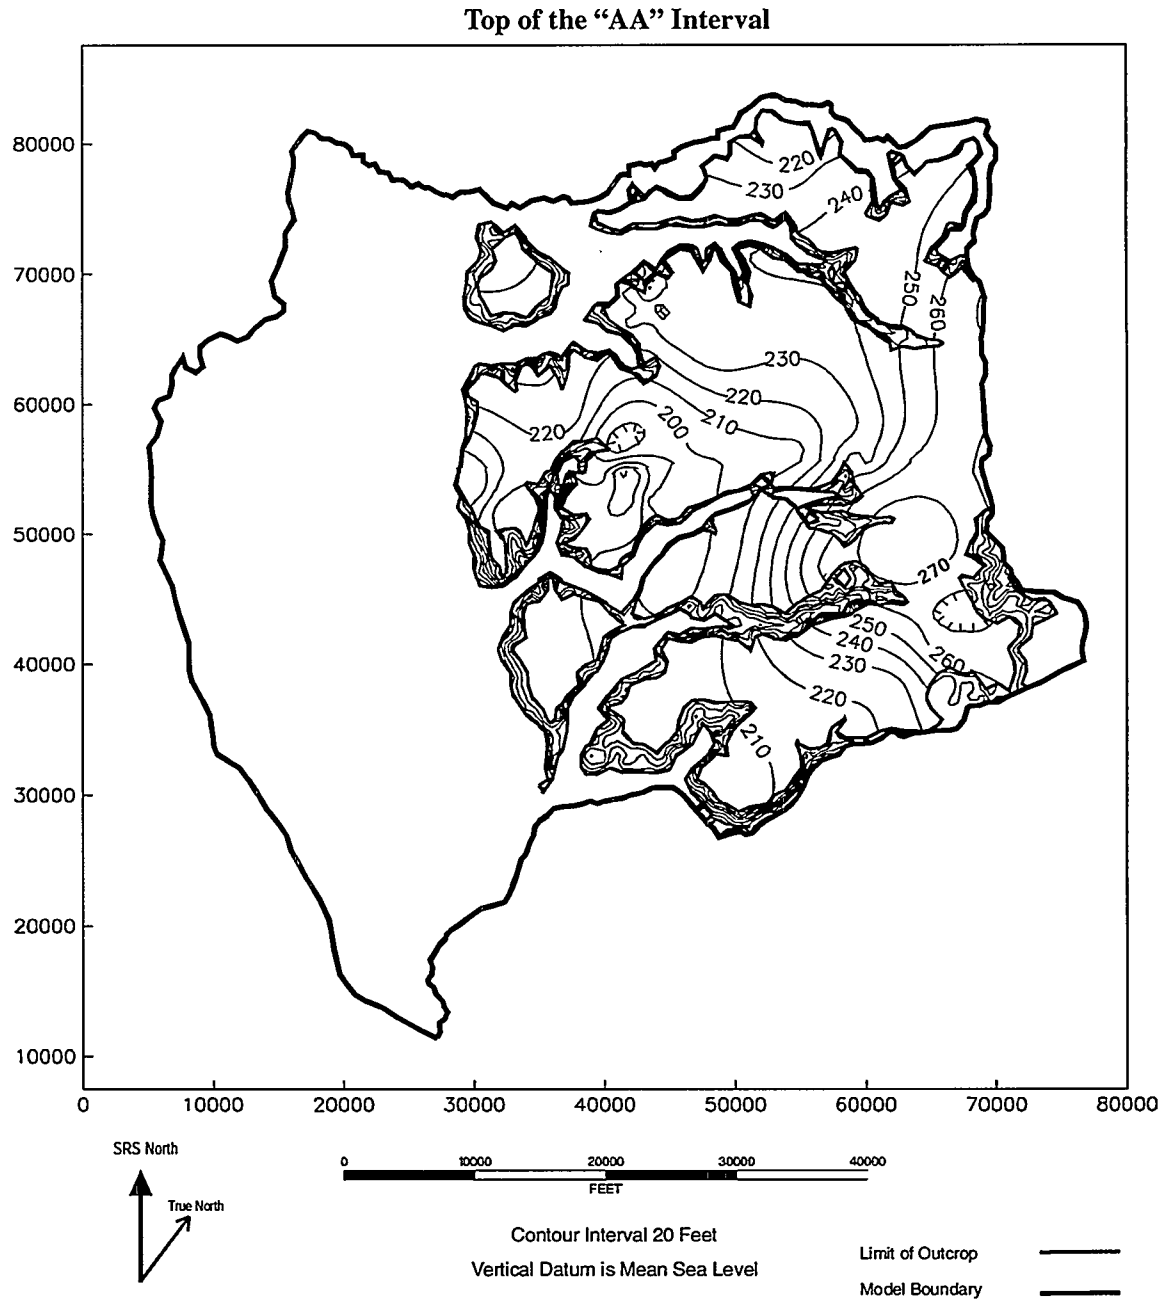 Top of the “AA” Interval
80000
70000
60000
50000
40000
30000
20000
10000
0 10000 20000 30000 40000 50000 60000 70000 80000
220
230
240
250
260
230
220
210
200
220
270
250
240
260
230
220
210
SRS North
True North
0 10000 20000 30000 40000
FEET
Contour Interval 20 Feet
Vertical Datum is Mean Sea Level
Limit of Outcrop
Model Boundary